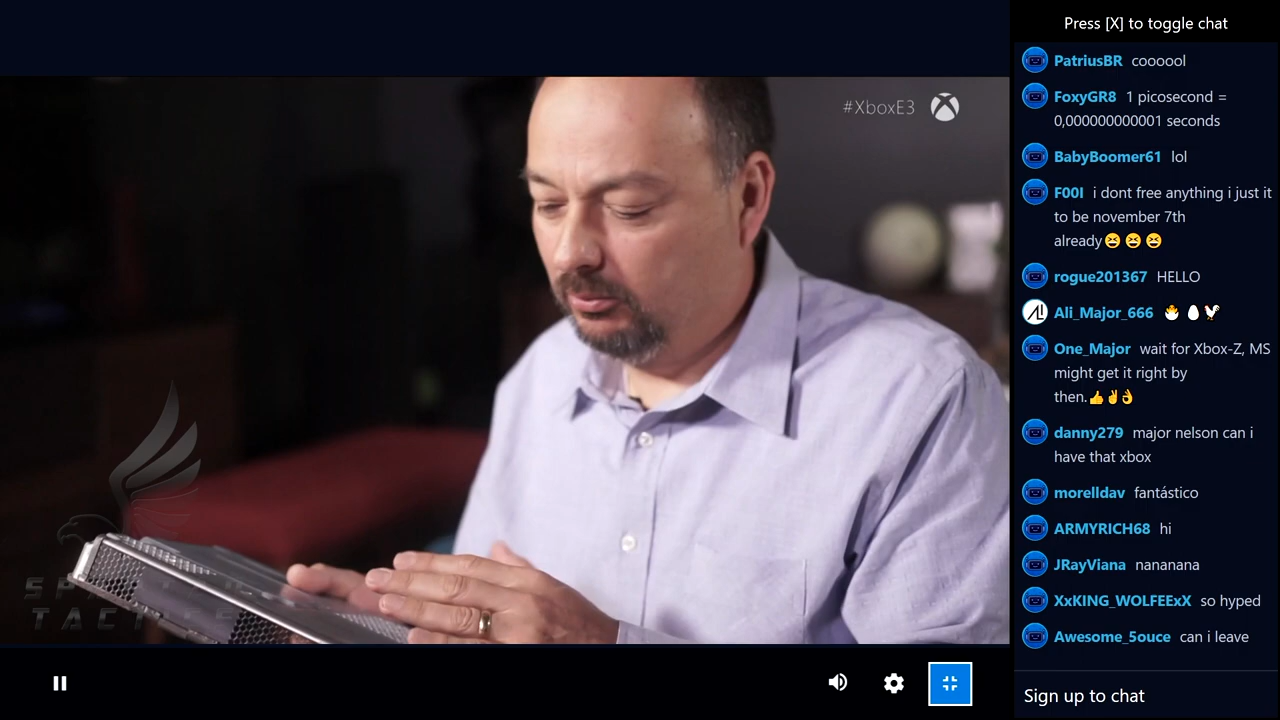 Press [X] to toggle chat
#XboxE3
PatriusBR coooool
FoxyGR8 1 picosecond =
0,000000000001 seconds
BabyBoomer61 lol
F00I i dont free anything i just it
to be november 7th
already😆😆😆
rogue201367 HELLO
Ali_Major_666 🐣🥚🐓
One_Major wait for Xbox-Z, MS
might get it right by
then.👍✌👌
danny279 major nelson can i
have that xbox
morelldav fantástico
ARMYRICH68 hi
JRayViana nananana
XxKING_WOLFEExX so hyped
Awesome_5ouce can i leave
Sign up to chat